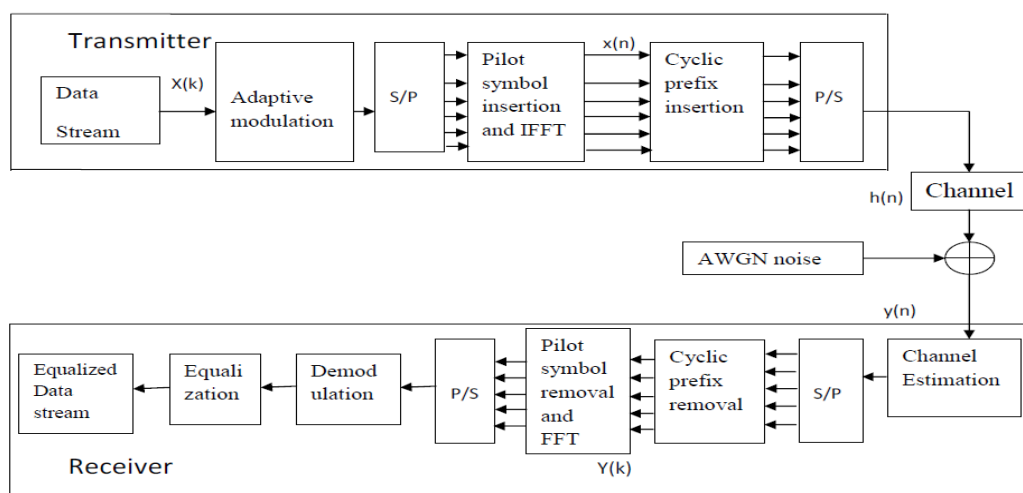 Transmitter
Data
Stream
X(k)
Adaptive
modulation
S/P
Pilot
symbol
insertion
and IFFT
x(n)
Cyclic
prefix
insertion
P/S
h(n)
Channel
AWGN noise
y(n)
Equalized
Data
stream
Equali
zation
Demod
ulation
P/S
Pilot
symbol
removal
and
FFT
Y(k)
Cyclic
prefix
removal
S/P
Channel
Estimation
Receiver